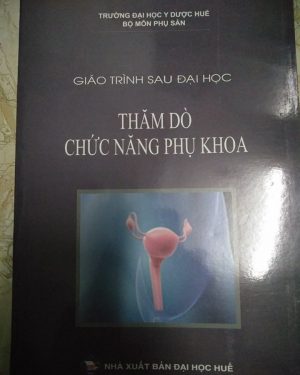 TRƯỜNG ĐẠI HỌC Y DƯỢC HUẾ
BỘ MÔN PHỤ SẢN
GIÁO TRÌNH SAU ĐẠI HỌC
THĂM DÒ
CHỨC NĂNG PHỤ KHOA
NHÀ XUẤT BẢN ĐẠI HỌC HUẾ